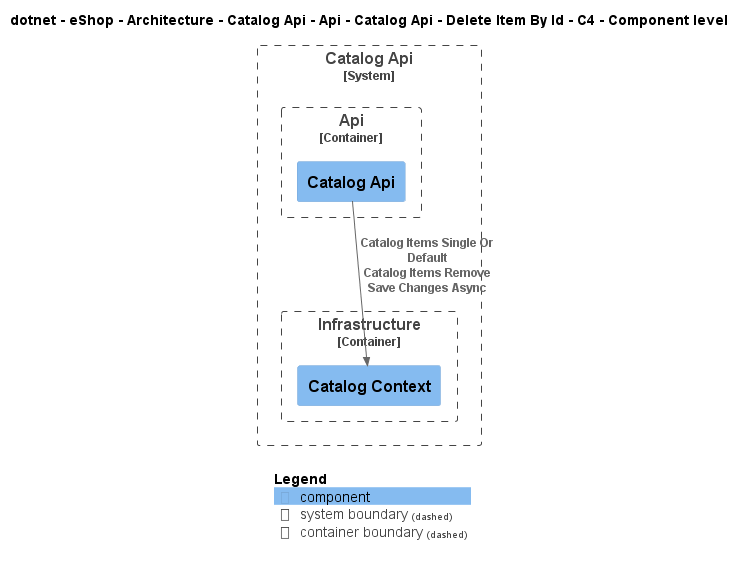 dotnet - eShop - Architecture - Catalog Api - Api - Catalog Api - Delete Item By Id - C4 - Component level
Catalog Api
[System]
Api
[Container]
Catalog Api
Catalog Items Single Or
Default
Catalog Items Remove
Save Changes Async
Infrastructure
[Container]
Catalog Context
Legend
component
system boundary (dashed)
container boundary (dashed)